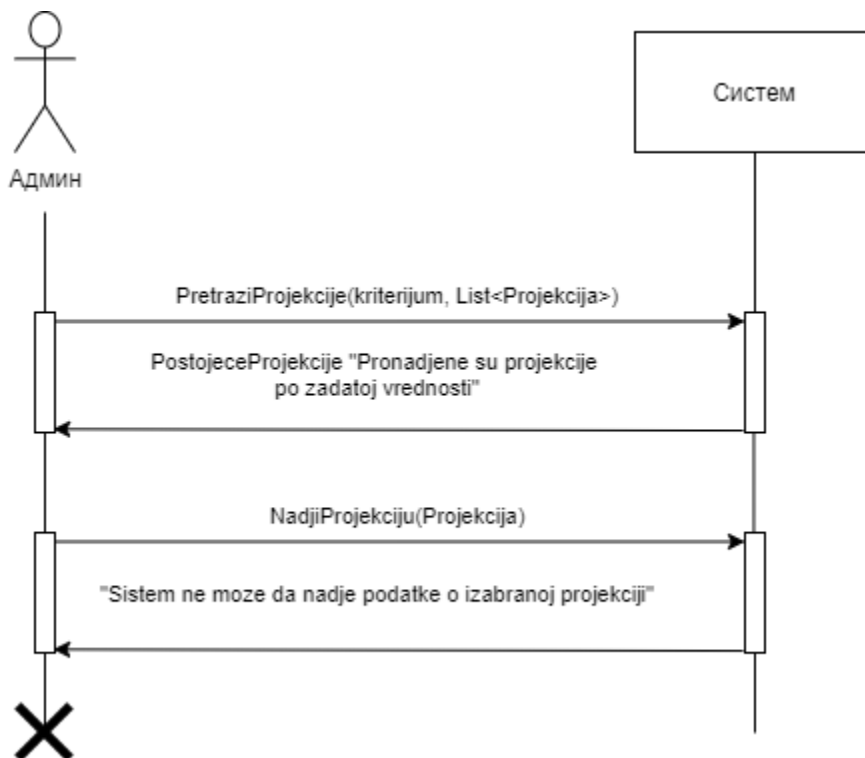 Систем
Админ
PretraziProjekcije(kriterijum, List<Projekcija>)
PostojeceProjekcije "Pronadjene su projekcije
po zadatoj vrednosti"
NadjiProjekciju(Projekcija)
"Sistem ne moze da nadje podatke o izabranoj projekciji"